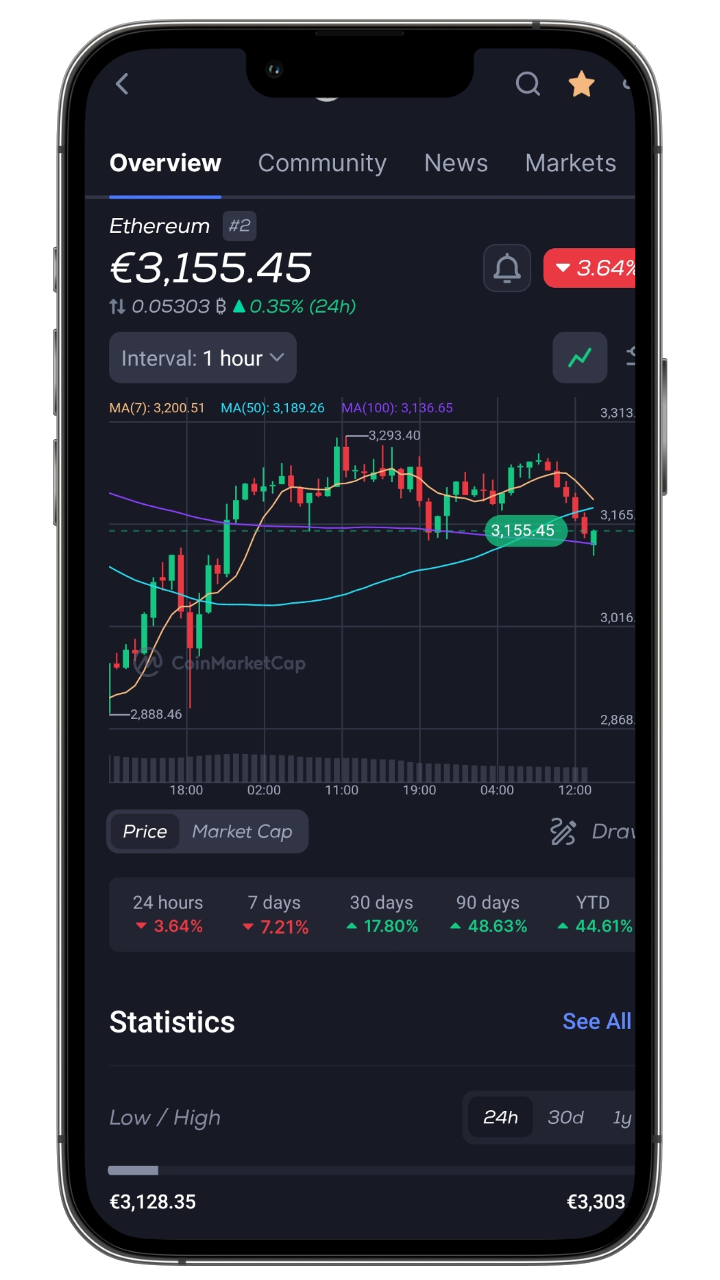 Overview Community News Markets
Ethereum #2
€3,155.45
3.64%
0.05303 ₿ 0.35% (24h)
Interval: 1 hour
MA(7): 3,200.51 MA(50): 3,189.26 MA(100): 3,136.65
3,313.
3,293.40
3,165
3,155.45
3,016.
CoinMarketCap
2,888.46
2,868.
18:00 02:00 11:00 19:00 04:00 12:00
Price Market Cap
24 hours 7 days 30 days 90 days YTD
3.64% 7.21% 17.80% 48.63% 44.61%
Statistics See All
Low / High 24h 30d 1y
€3,128.35 €3,303